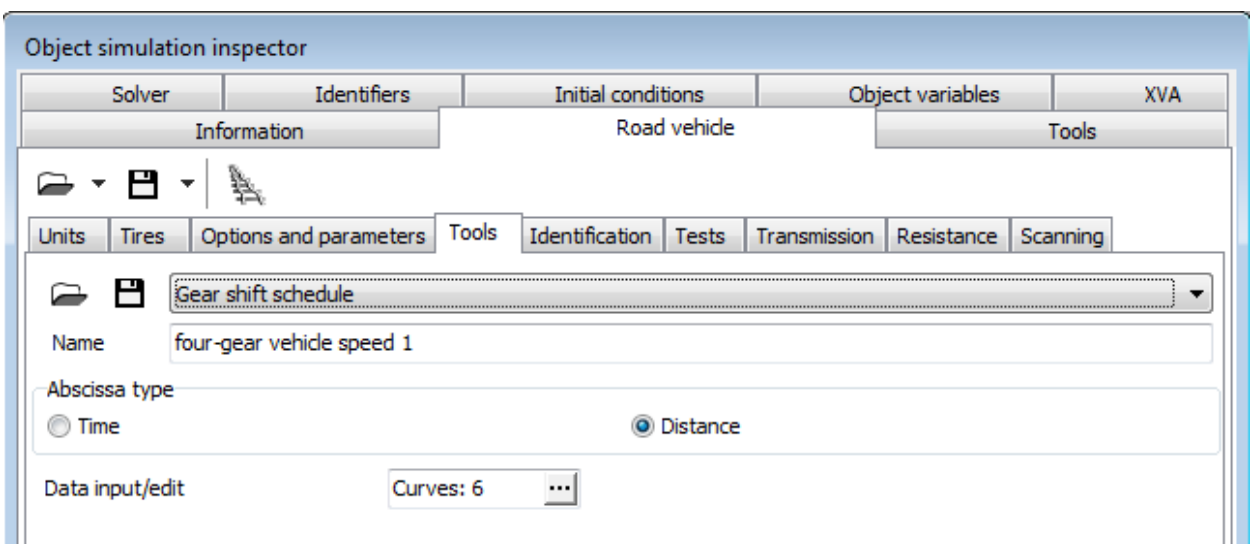 Object simulation inspector
Solver Identifiers Initial conditions Object variables XVA
Information Road vehicle Tools
Units Tires Options and parameters Tools Identification Tests Transmission Resistance Scanning
Gear shift schedule
Name four-gear vehicle speed 1
Abscissa type
Time Distance
Data input/edit Curves: 6 ...